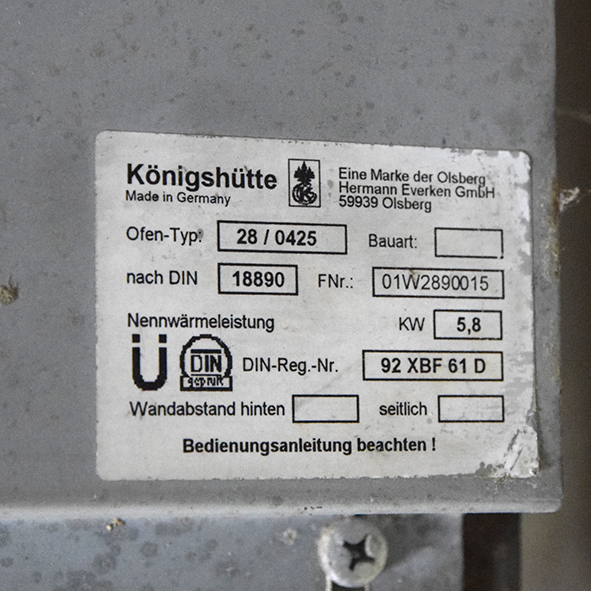 Königshütte
Made in Germany
Eine Marke der Olsberg
Hermann Everken GmbH
59939 Olsberg
Ofen-Typ: 28 / 0425 Bauart:
nach DIN 18890 FNr.: 01W2890015
Nennwärmeleistung KW 5,8
Ü DIN geprüft DIN-Reg.-Nr. 92 XBF 61 D
Wandabstand hinten seitlich
Bedienungsanleitung beachten !